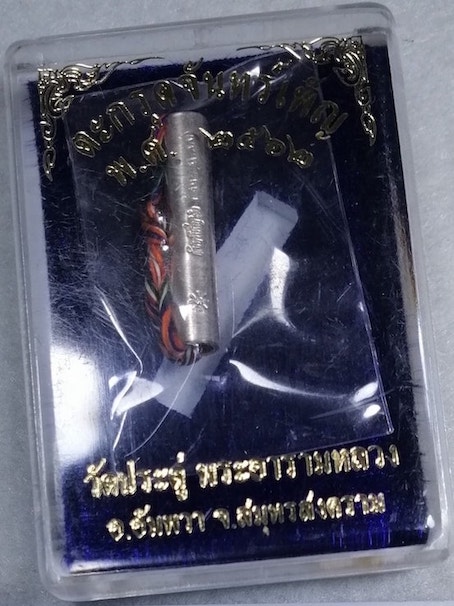 ตะกรุดจันทร์เพ็ญ
พ.ศ. ๒๕๖๒
วัดประดู่ พระอารามหลวง
อ.อัมพวา จ.สมุทรสงคราม